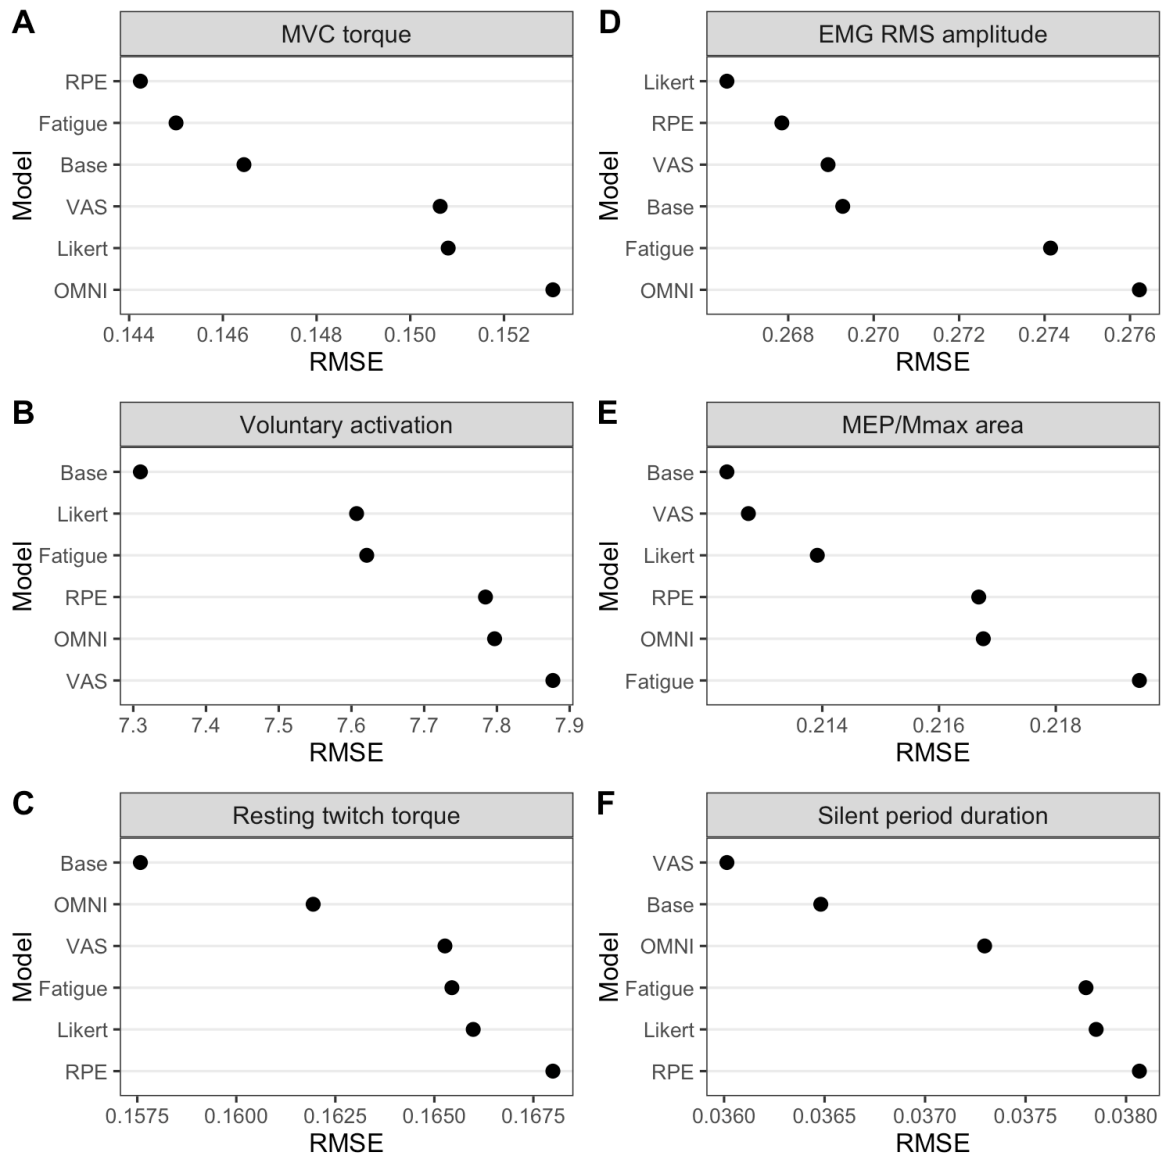 A
MVC torque
Model
RPE
Fatigue
Base
VAS
Likert
OMNI
0.144 0.146 0.148 0.150 0.152
RMSE
B
Voluntary activation
Model
Base
Likert
Fatigue
RPE
OMNI
VAS
7.3 7.4 7.5 7.6 7.7 7.8 7.9
RMSE
C
Resting twitch torque
Model
Base
OMNI
VAS
Fatigue
Likert
RPE
0.1575 0.1600 0.1625 0.1650 0.1675
RMSE
D
EMG RMS amplitude
Model
Likert
RPE
VAS
Base
Fatigue
OMNI
0.268 0.270 0.272 0.274 0.276
RMSE
E
MEP/Mmax area
Model
Base
VAS
Likert
RPE
OMNI
Fatigue
0.214 0.216 0.218
RMSE
F
Silent period duration
Model
VAS
Base
OMNI
Fatigue
Likert
RPE
0.0360 0.0365 0.0370 0.0375 0.0380
RMSE